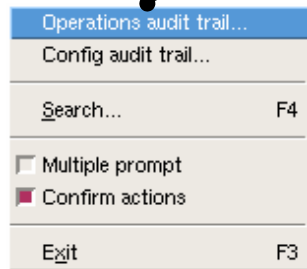 Operations audit trail...
Config audit trail...
Search... F4
Multiple prompt
Confirm actions
Exit F3